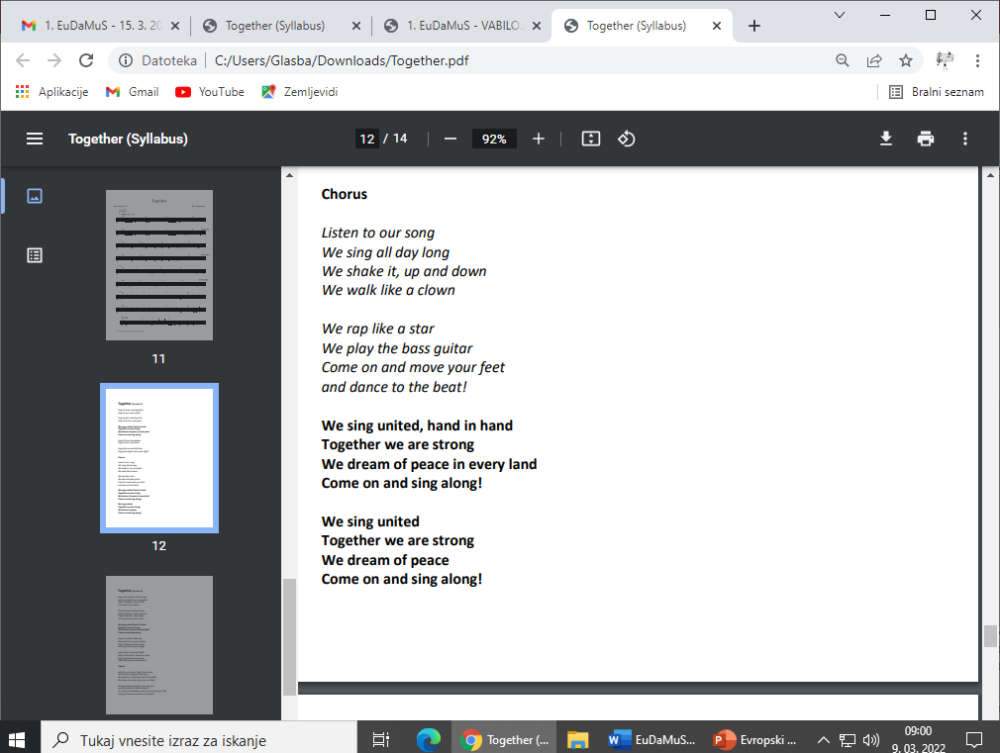 1. EuDaMuS - 15. 3. 20
Together (Syllabus)
1. EuDaMuS - VABILO.
Together (Syllabus)
Datoteka
C:/Users/Glasba/Downloads/Together.pdf
Aplikacije
Gmail
YouTube
Zemljevidi
Bralni seznam
Together (Syllabus)
12 / 14
92%
11
12
Chorus
Listen to our song
We sing all day long
We shake it, up and down
We walk like a clown
We rap like a star
We play the bass guitar
Come on and move your feet
and dance to the beat!
We sing united, hand in hand
Together we are strong
We dream of peace in every land
Come on and sing along!
We sing united
Together we are strong
We dream of peace
Come on and sing along!
Tukaj vnesite izraz za iskanje
Together (...
EuDaMuS...
Evropski ...
09:00
9. 03. 2022